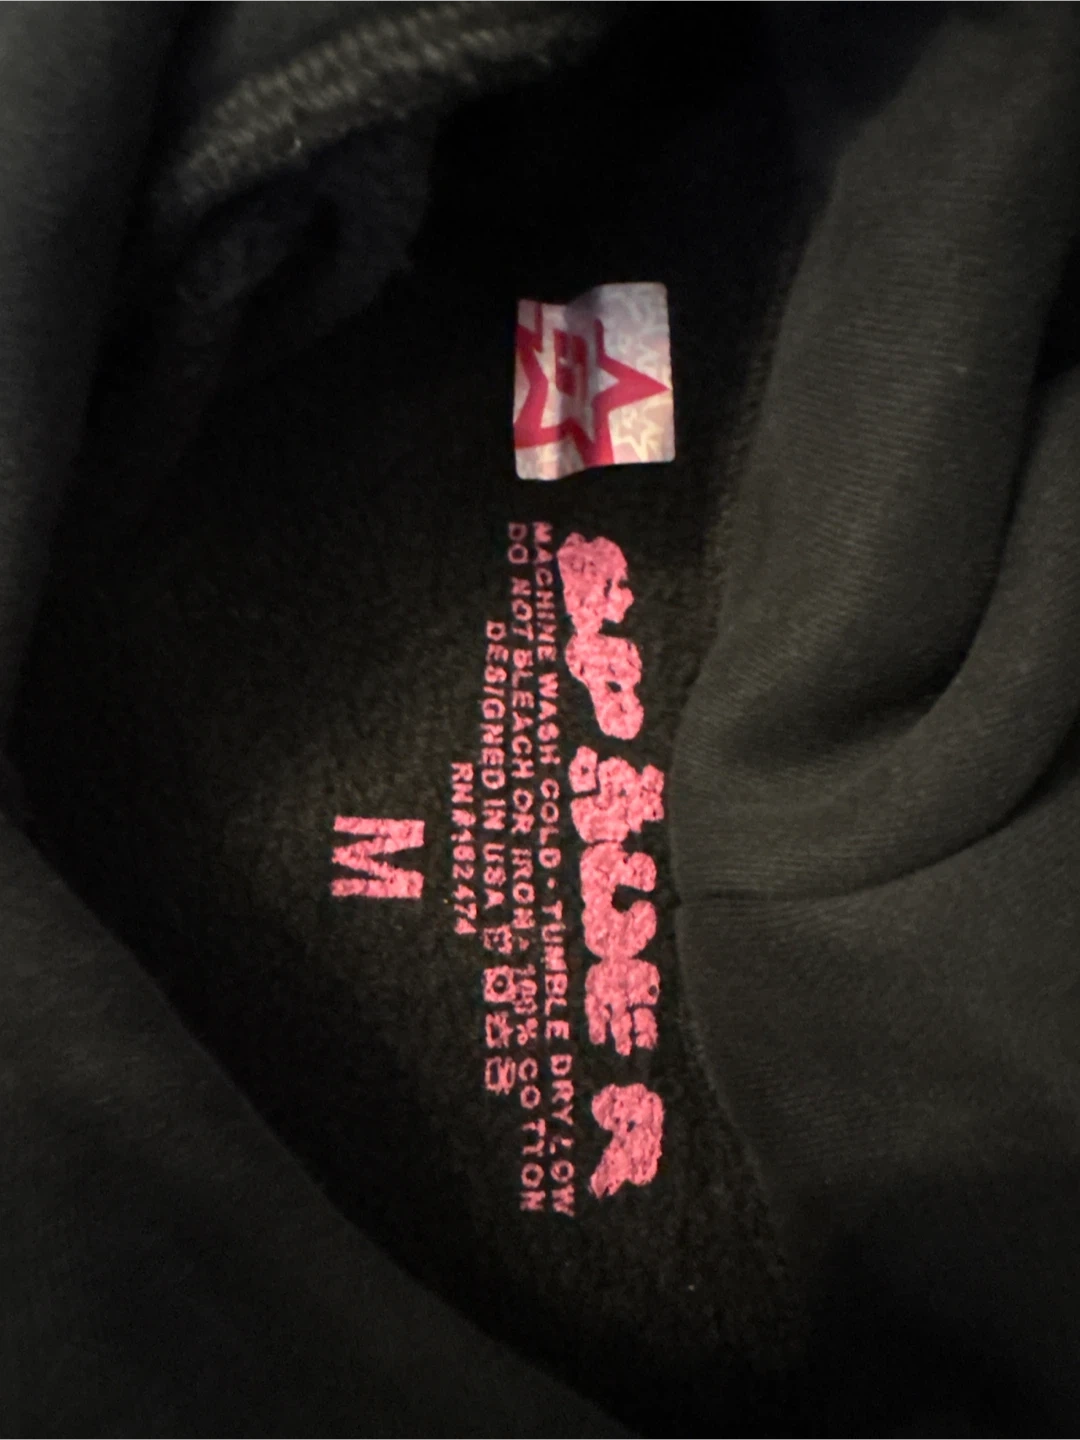 MACHINE WASH COLD • TUMBLE DRY LOW
DO NOT BLEACH OR IRON • 100% COTTON
DESIGNED IN USA
RN#162474
M